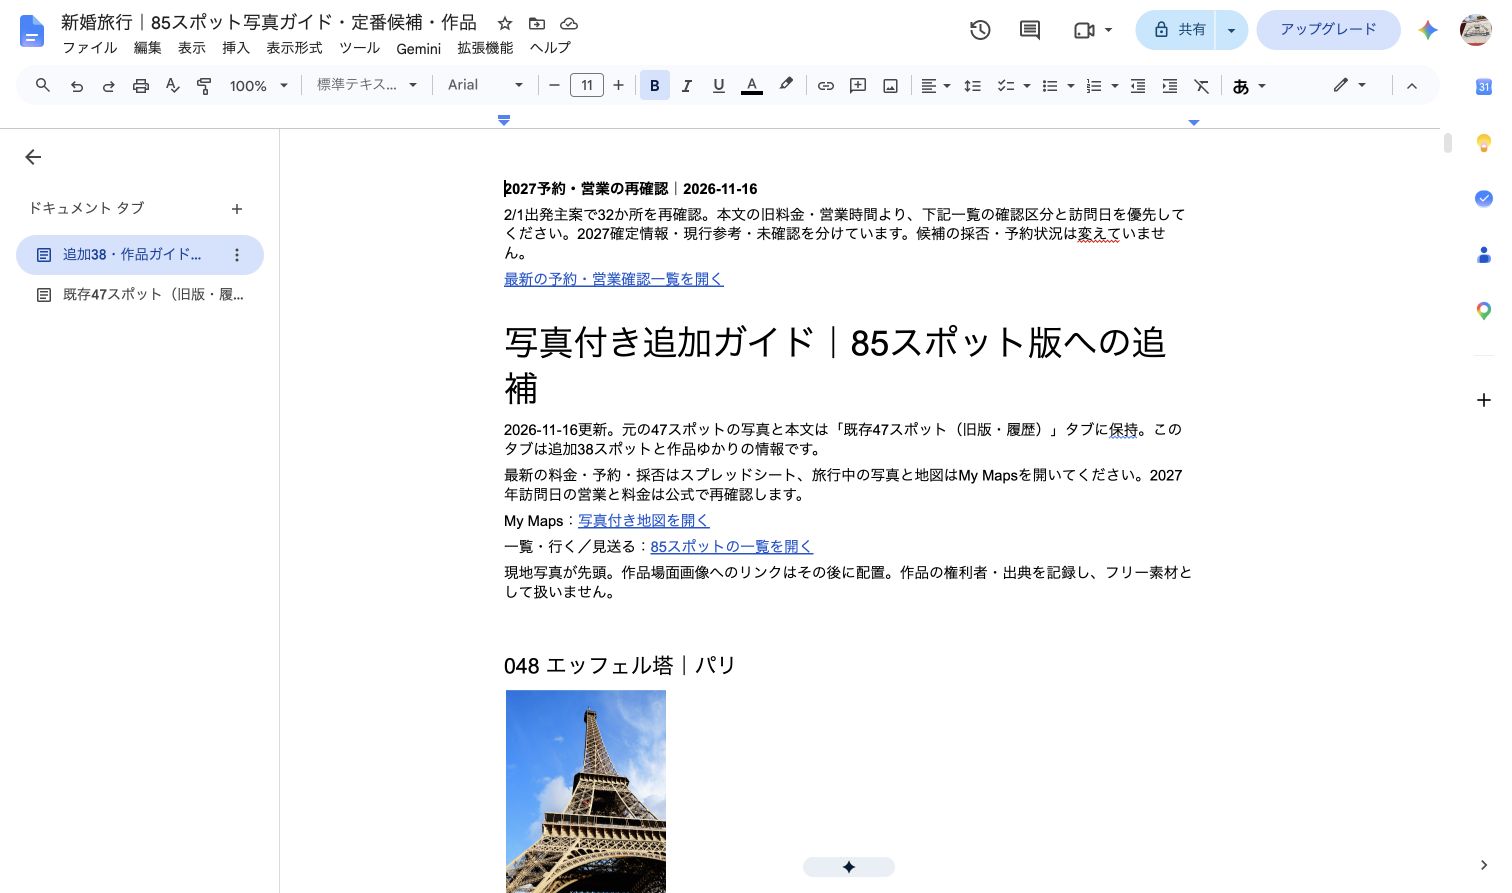 新婚旅行｜85スポット写真ガイド・定番候補・作品
ファイル 編集 表示 挿入 表示形式 ツール Gemini 拡張機能 ヘルプ
共有
アップグレード
100% 標準テキス... Arial 11 B I U A あ
31
ドキュメント タブ
追加38・作品ガイド...
既存47スポット（旧版・履...
2027予約・営業の再確認｜2026-11-16
2/1出発主案で32か所を再確認。本文の旧料金・営業時間より、下記一覧の確認区分と訪問日を優先して
ください。2027確定情報・現行参考・未確認を分けています。候補の採否・予約状況は変えていませ
ん。
最新の予約・営業確認一覧を開く
写真付き追加ガイド｜85スポット版への追
補
2026-11-16更新。元の47スポットの写真と本文は「既存47スポット（旧版・履歴）」タブに保持。この
タブは追加38スポットと作品ゆかりの情報です。
最新の料金・予約・採否はスプレッドシート、旅行中の写真と地図はMy Mapsを開いてください。2027
年訪問日の営業と料金は公式で再確認します。
My Maps：写真付き地図を開く
一覧・行く／見送る：85スポットの一覧を開く
現地写真が先頭。作品場面画像へのリンクはその後に配置。作品の権利者・出典を記録し、フリー素材と
して扱いません。
048 エッフェル塔｜パリ